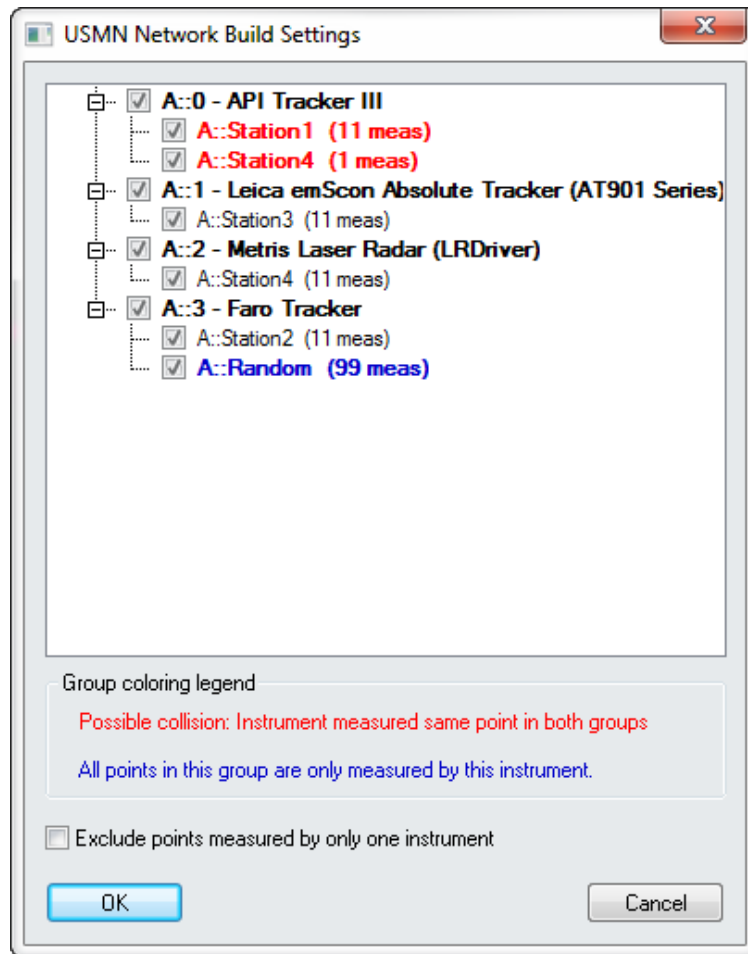 USMN Network Build Settings
A::0 - API Tracker III
A::Station1 (11 meas)
A::Station4 (1 meas)
A::1 - Leica emScon Absolute Tracker (AT901 Series)
A::Station3 (11 meas)
A::2 - Metris Laser Radar (LRDriver)
A::Station4 (11 meas)
A::3 - Faro Tracker
A::Station2 (11 meas)
A::Random (99 meas)
Group coloring legend
Possible collision: Instrument measured same point in both groups
All points in this group are only measured by this instrument.
Exclude points measured by only one instrument
OK Cancel